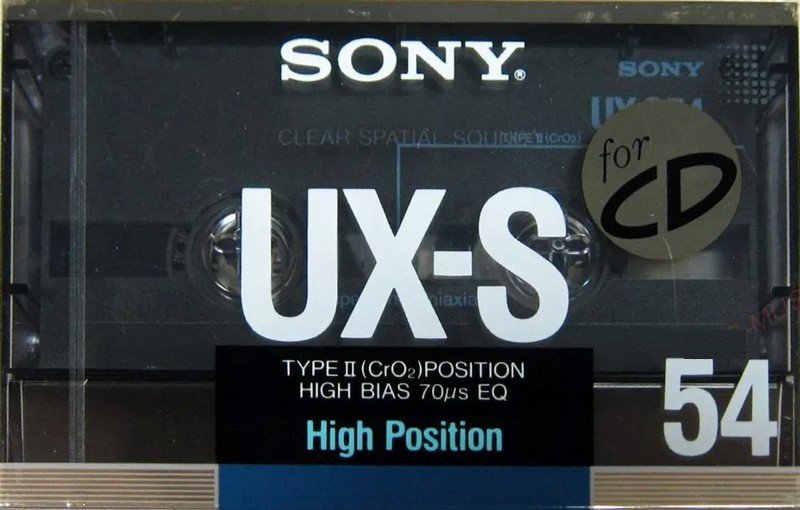 SONY®
SONY
CLEAR SPATIAL SOUND
TYPE II (CrO₂)
for
CD
UX-S
TYPE II (CrO₂) POSITION
HIGH BIAS 70µs EQ
High Position
54